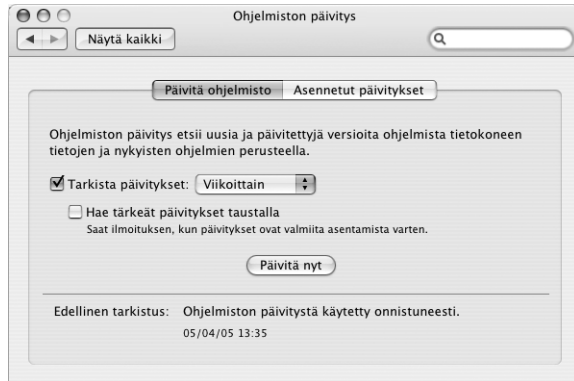 Ohjelmiston päivitys
Näytä kaikki
Päivitä ohjelmisto Asennetut päivitykset
Ohjelmiston päivitys etsii uusia ja päivitettyjä versioita ohjelmista tietokoneen
tietojen ja nykyisten ohjelmien perusteella.
Tarkista päivitykset: Viikoittain
Hae tärkeät päivitykset taustalla
Saat ilmoituksen, kun päivitykset ovat valmiita asentamista varten.
Päivitä nyt
Edellinen tarkistus: Ohjelmiston päivitystä käytetty onnistuneesti.
05/04/05 13:35